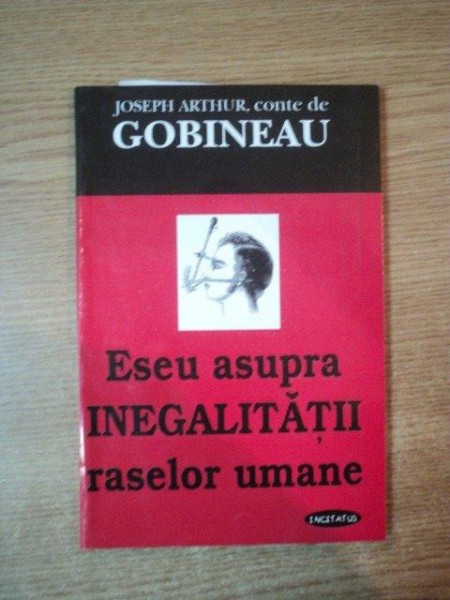 JOSEPH ARTHUR, conte de
GOBINEAU
Eseu asupra
INEGALITĂȚII
raselor umane
INCITATUS